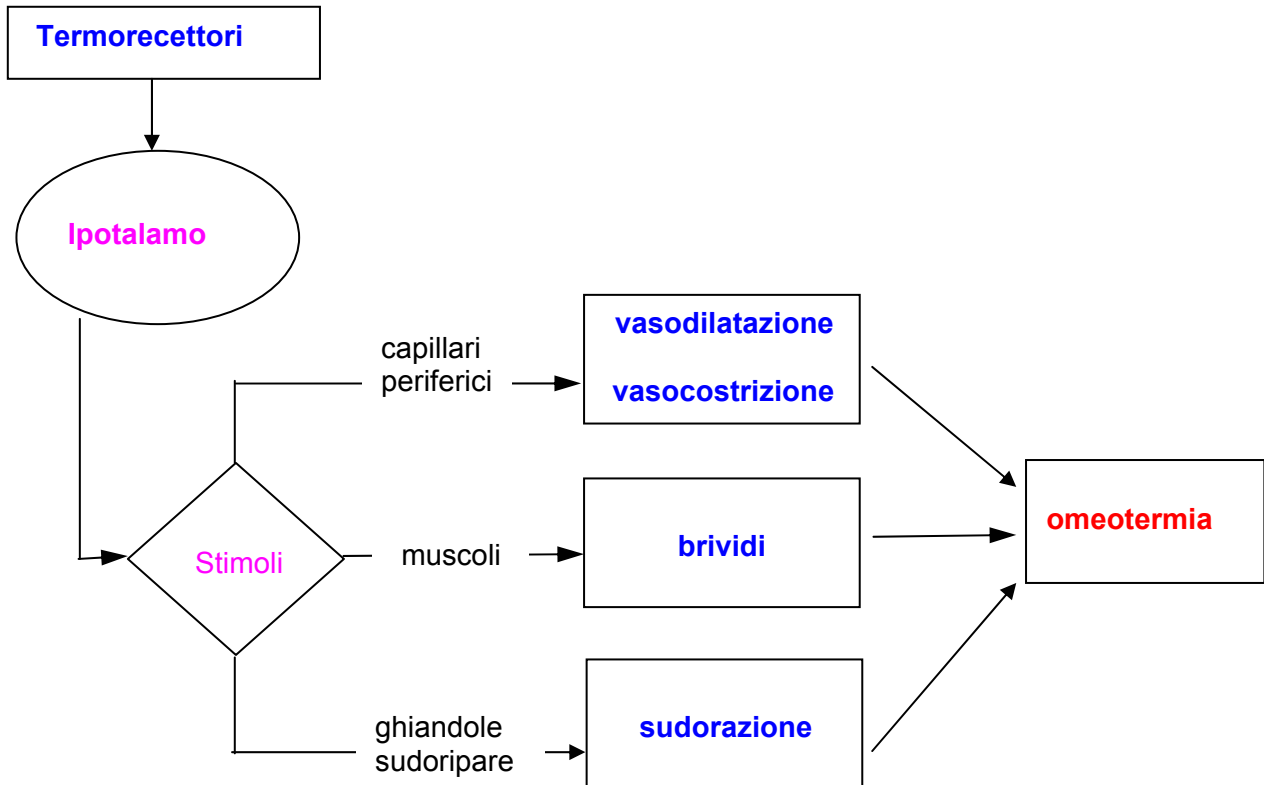 Termorecettori
Ipotalamo
capillari
periferici
vasodilatazione
vasocostrizione
Stimoli
muscoli
brividi
omeotermia
ghiandole
sudoripare
sudorazione